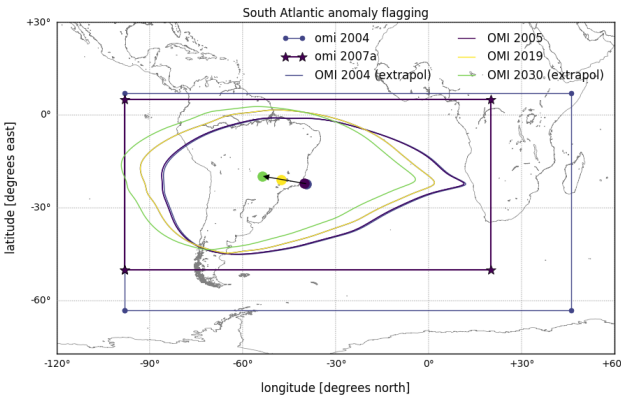 South Atlantic anomaly flagging
omi 2004
omi 2007a
OMI 2004 (extrapol)
OMI 2005
OMI 2019
OMI 2030 (extrapol)
+30°
0°
-30°
-60°
latitude [degrees east]
-120°
-90°
-60°
-30°
0°
+30°
+60
longitude [degrees north]